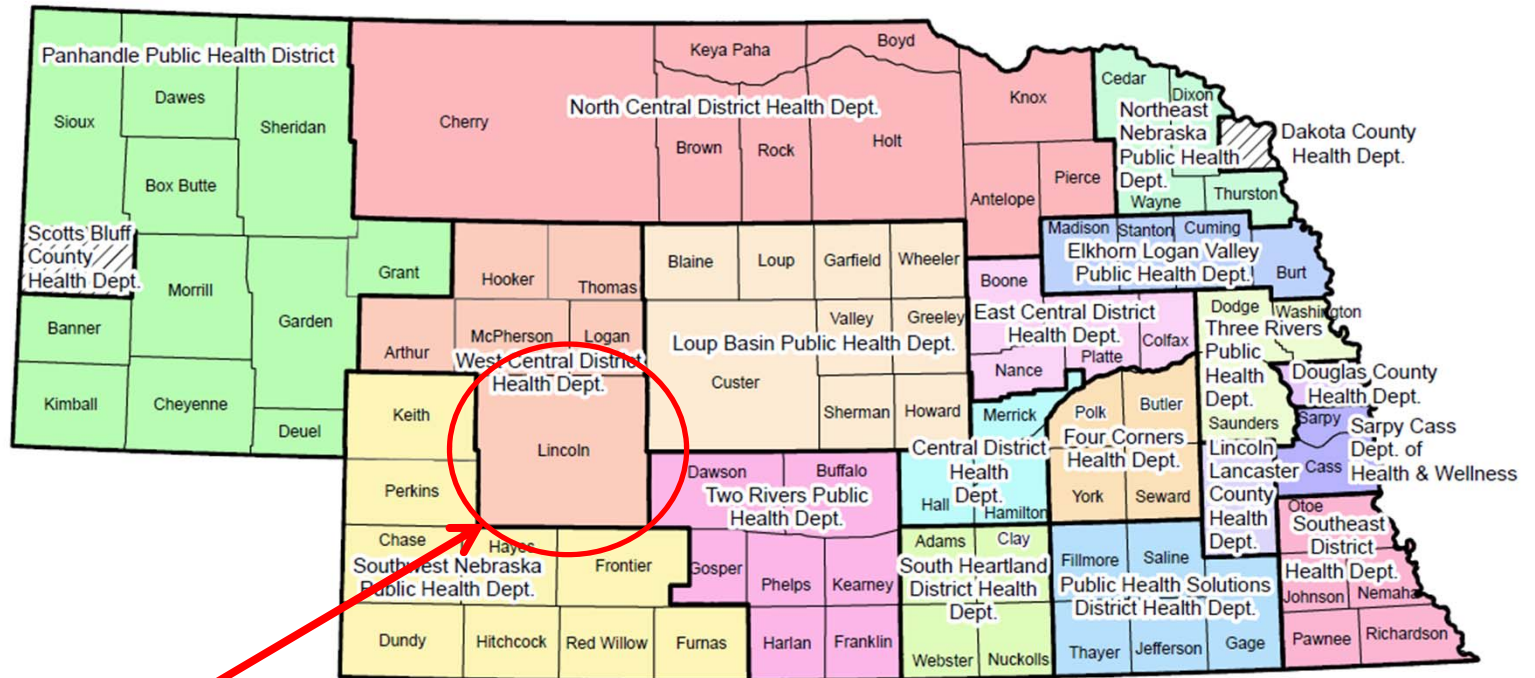 Panhandle Public Health District
Sioux
Dawes
Sheridan
Box Butte
Scotts Bluff
County
Health Dept.
Morrill
Garden
Grant
Banner
Kimball
Cheyenne
Deuel
North Central District Health Dept.
Cherry
Keya Paha
Boyd
Brown
Rock
Holt
Knox
Antelope
Pierce
Cedar
Dixon
Northeast
Nebraska
Public Health
Dept.
Wayne
Thurston
Dakota County
Health Dept.
Madison
Stanton
Cuming
Elkhorn Logan Valley
Public Health Dept.
Burt
Hooker
Thomas
Arthur
McPherson
Logan
West Central District
Health Dept.
Lincoln
Blaine
Loup
Garfield
Wheeler
Valley
Greeley
Loup Basin Public Health Dept.
Custer
Sherman
Howard
Boone
East Central District
Health Dept.
Colfax
Platte
Nance
Dodge
Washington
Three Rivers
Public
Health
Dept.
Saunders
Douglas County
Health Dept.
Sarpy
Cass
Sarpy Cass
Dept. of
Health & Wellness
Keith
Perkins
Chase
Hayes
Frontier
Southwest Nebraska
Public Health Dept.
Dundy
Hitchcock
Red Willow
Furnas
Dawson
Buffalo
Two Rivers Public
Health Dept.
Gosper
Phelps
Kearney
Harlan
Franklin
Merrick
Central District
Health
Dept.
Hall
Hamilton
Polk
Butler
Four Corners
Health Dept.
York
Seward
Lincoln
Lancaster
County
Health
Dept.
Adams
Clay
South Heartland
District Health
Dept.
Webster
Nuckolls
Fillmore
Saline
Public Health Solutions
District Health Dept.
Thayer
Jefferson
Gage
Otoe
Southeast
District
Health Dept.
Johnson
Nemaha
Pawnee
Richardson